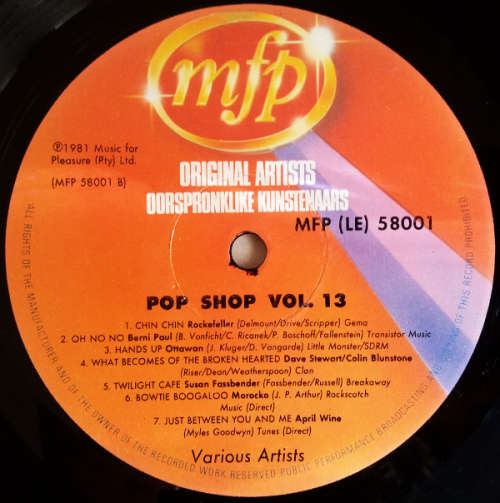 mfp
℗1981 Music for
Pleasure (Pty) Ltd.
(MFP 58001 B)
ORIGINAL ARTISTS
OORSPRONKLIKE KUNSTENAARS
MFP (LE) 58001
POP SHOP VOL. 13
1. CHIN CHIN Rockefeller (Delmount/Drive/Scripper) Gema
2. OH NO NO Berni Paul (B. Vonficht/C. Ricanek/P. Boschoff/Fallenstein) Transistor Music
3. HANDS UP Ottawan (J. Kluger/D. Vangarde) Little Monster/SDRM
4. WHAT BECOMES OF THE BROKEN HEARTED Dave Stewart/Colin Blunstone
(Riser/Dean/Weatherspoon) Clan
5. TWILIGHT CAFE Susan Fassbender (Fassbender/Russell) Breakaway
6. BOWTIE BOOGALOO Morocko (J. P. Arthur) Rockscotch
Music (Direct)
7. JUST BETWEEN YOU AND ME April Wine
(Myles Goodwyn) Tunes (Direct)
Various Artists
ALL RIGHTS OF THE MANUFACTURER AND OF THE OWNER OF THE RECORDED WORK RESERVED PUBLIC PERFORMANCE BROADCASTING AND OF THIS RECORD PROHIBITED